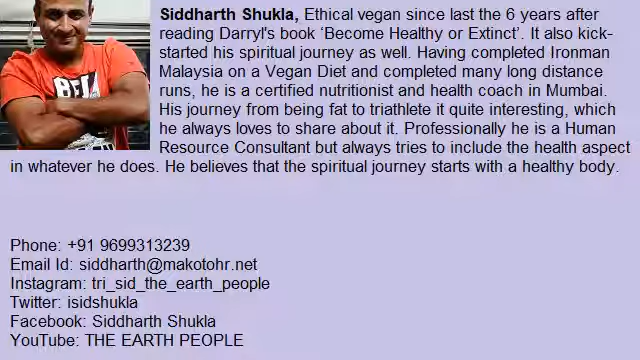 Siddharth Shukla, Ethical vegan since last the 6 years after
reading Darryl's book ‘Become Healthy or Extinct’. It also kick-
started his spiritual journey as well. Having completed Ironman
Malaysia on a Vegan Diet and completed many long distance
runs, he is a certified nutritionist and health coach in Mumbai.
His journey from being fat to triathlete it quite interesting, which
he always loves to share about it. Professionally he is a Human
Resource Consultant but always tries to include the health aspect
in whatever he does. He believes that the spiritual journey starts with a healthy body.
Phone: +91 9699313239
Email Id: siddharth@makotohr.net
Instagram: tri_sid_the_earth_people
Twitter: isidshukla
Facebook: Siddharth Shukla
YouTube: THE EARTH PEOPLE